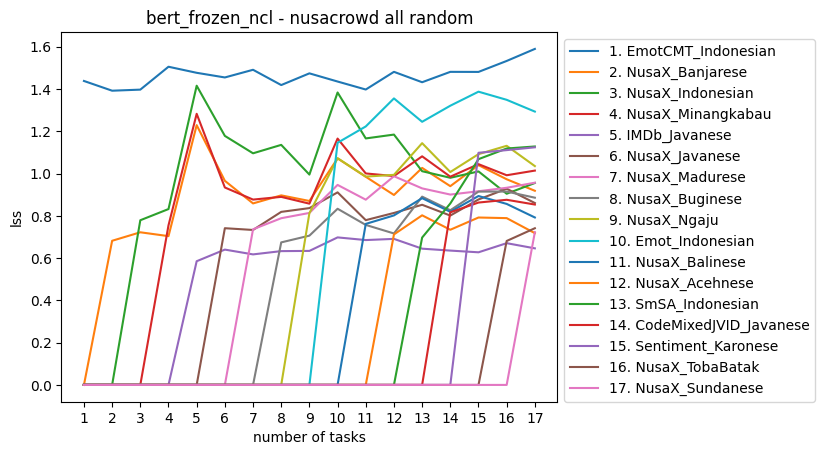 bert_frozen_ncl - nusacrowd all random
1.6
1.4
1.2
1.0
0.8
0.6
0.4
0.2
0.0
lss
1 2 3 4 5 6 7 8 9 10 11 12 13 14 15 16 17
number of tasks
1. EmotCMT_Indonesian
2. NusaX_Banjarese
3. NusaX_Indonesian
4. NusaX_Minangkabau
5. IMDb_Javanese
6. NusaX_Javanese
7. NusaX_Madurese
8. NusaX_Buginese
9. NusaX_Ngaju
10. Emot_Indonesian
11. NusaX_Balinese
12. NusaX_Acehnese
13. SmSA_Indonesian
14. CodeMixedJVID_Javanese
15. Sentiment_Karonese
16. NusaX_TobaBatak
17. NusaX_Sundanese